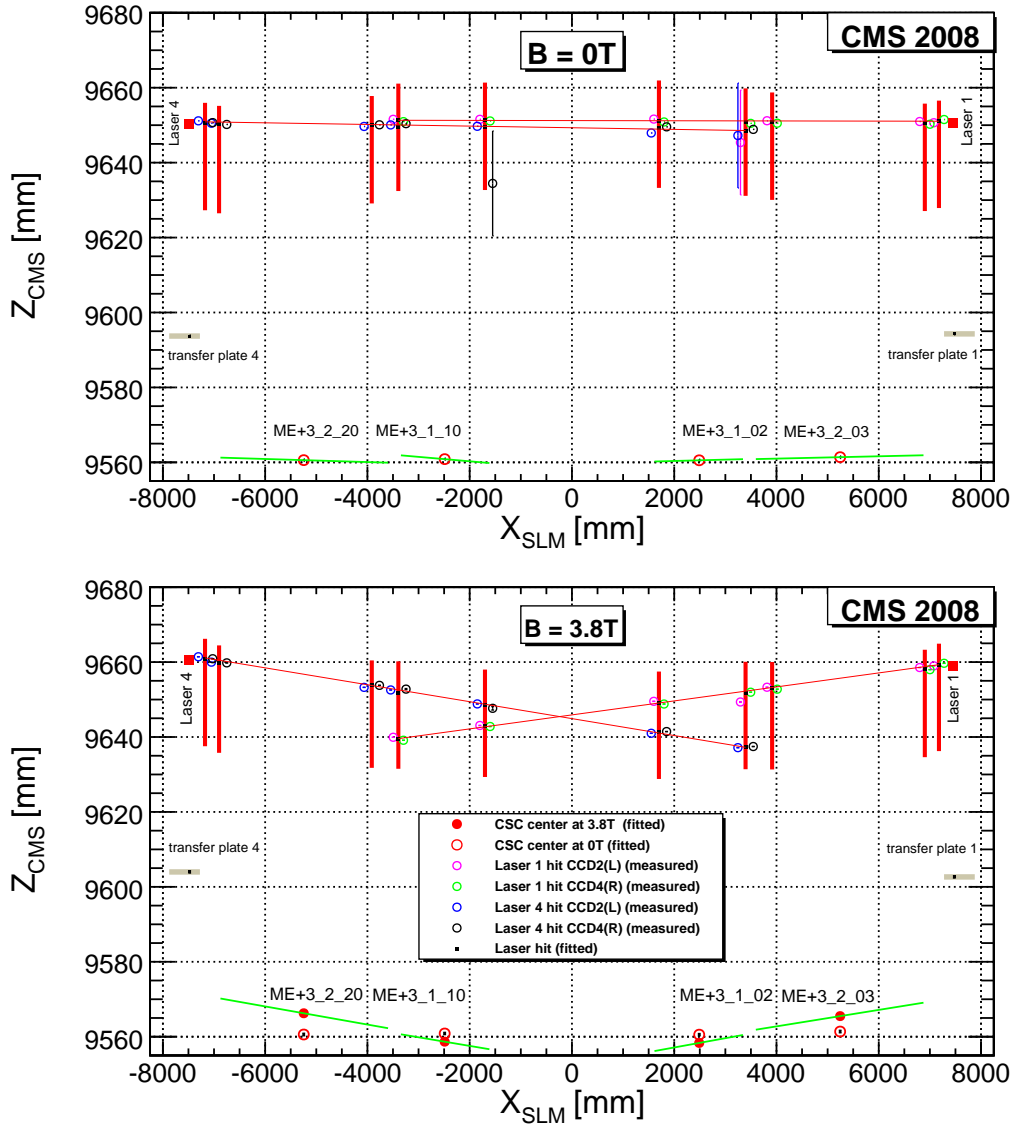 9680
9660
9640
9620
9600
9580
9560
Z_CMS [mm]
B = 0T
CMS 2008
Laser 4
Laser 1
transfer plate 4
transfer plate 1
ME+3_2_20
ME+3_1_10
ME+3_1_02
ME+3_2_03
-8000 -6000 -4000 -2000 0 2000 4000 6000 8000
X_SLM [mm]
9680
9660
9640
9620
9600
9580
9560
Z_CMS [mm]
B = 3.8T
CMS 2008
Laser 4
Laser 1
transfer plate 4
transfer plate 1
CSC center at 3.8T (fitted)
CSC center at 0T (fitted)
Laser 1 hit CCD2(L) (measured)
Laser 1 hit CCD4(R) (measured)
Laser 4 hit CCD2(L) (measured)
Laser 4 hit CCD4(R) (measured)
Laser hit (fitted)
ME+3_2_20
ME+3_1_10
ME+3_1_02
ME+3_2_03
-8000 -6000 -4000 -2000 0 2000 4000 6000 8000
X_SLM [mm]